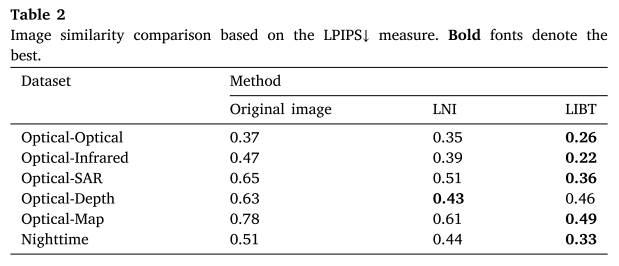 Table 2
Image similarity comparison based on the LPIPS↓ measure. Bold fonts denote the
best.
Dataset Method
Original image LNI LIBT
Optical-Optical 0.37 0.35 0.26
Optical-Infrared 0.47 0.39 0.22
Optical-SAR 0.65 0.51 0.36
Optical-Depth 0.63 0.43 0.46
Optical-Map 0.78 0.61 0.49
Nighttime 0.51 0.44 0.33